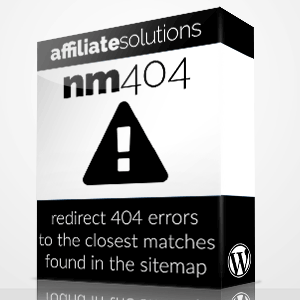 affiliatesolutions
nm404
redirect 404 errors
to the closest matches
found in the sitemap